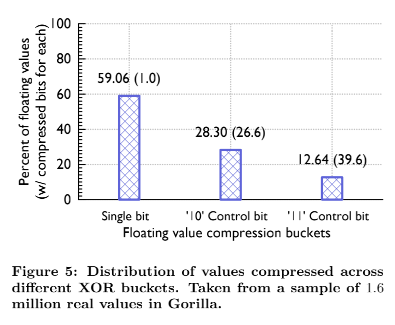 Percent of floating values
(w/ compressed bits for each)
100
80
60
40
20
0
59.06 (1.0)
28.30 (26.6)
12.64 (39.6)
Single bit
'10' Control bit
'11' Control bit
Floating value compression buckets
Figure 5: Distribution of values compressed across
different XOR buckets. Taken from a sample of 1.6
million real values in Gorilla.